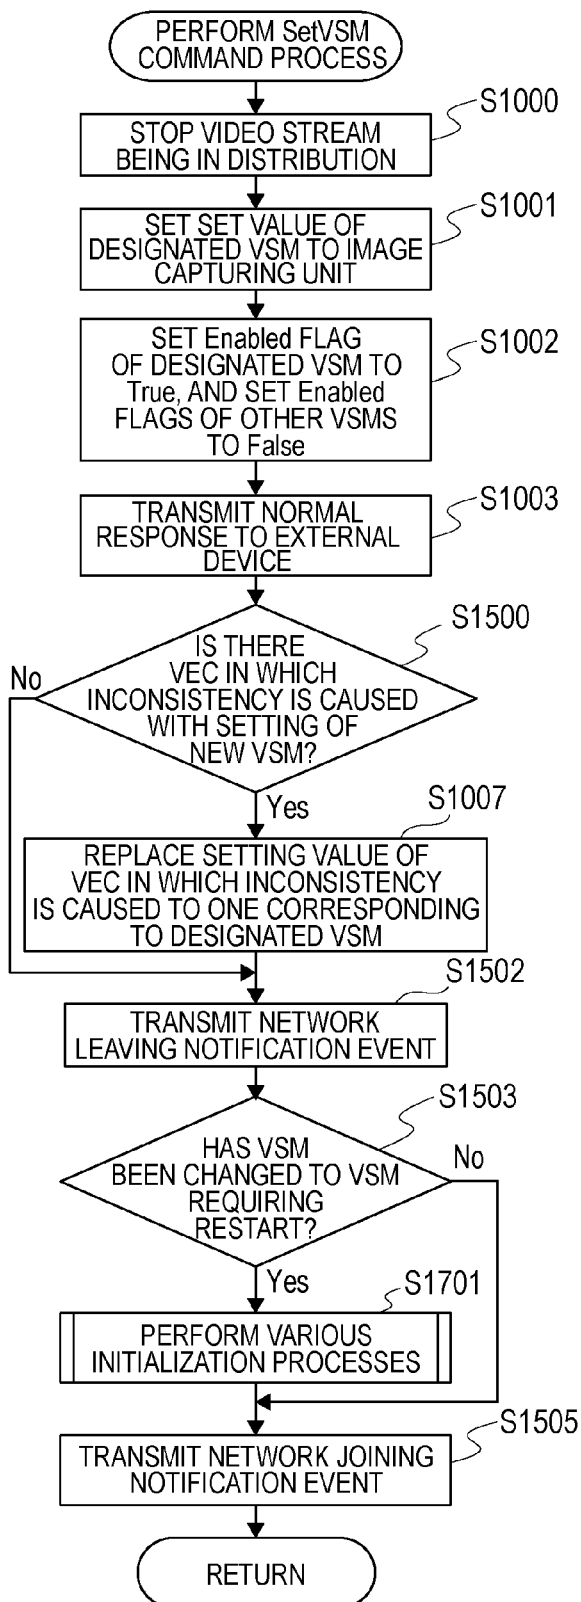 PERFORM SetVSM
COMMAND PROCESS
S1000
STOP VIDEO STREAM
BEING IN DISTRIBUTION
S1001
SET SET VALUE OF
DESIGNATED VSM TO IMAGE
CAPTURING UNIT
S1002
SET Enabled FLAG
OF DESIGNATED VSM TO
True, AND SET Enabled
FLAGS OF OTHER VSMS
TO False
S1003
TRANSMIT NORMAL
RESPONSE TO EXTERNAL
DEVICE
S1500
IS THERE
VEC IN WHICH
INCONSISTENCY IS CAUSED
WITH SETTING OF
NEW VSM?
No
Yes
S1007
REPLACE SETTING VALUE OF
VEC IN WHICH INCONSISTENCY
IS CAUSED TO ONE CORRESPONDING
TO DESIGNATED VSM
S1502
TRANSMIT NETWORK
LEAVING NOTIFICATION EVENT
S1503
HAS VSM
BEEN CHANGED TO VSM
REQUIRING
RESTART?
No
Yes
S1701
PERFORM VARIOUS
INITIALIZATION PROCESSES
S1505
TRANSMIT NETWORK JOINING
NOTIFICATION EVENT
RETURN